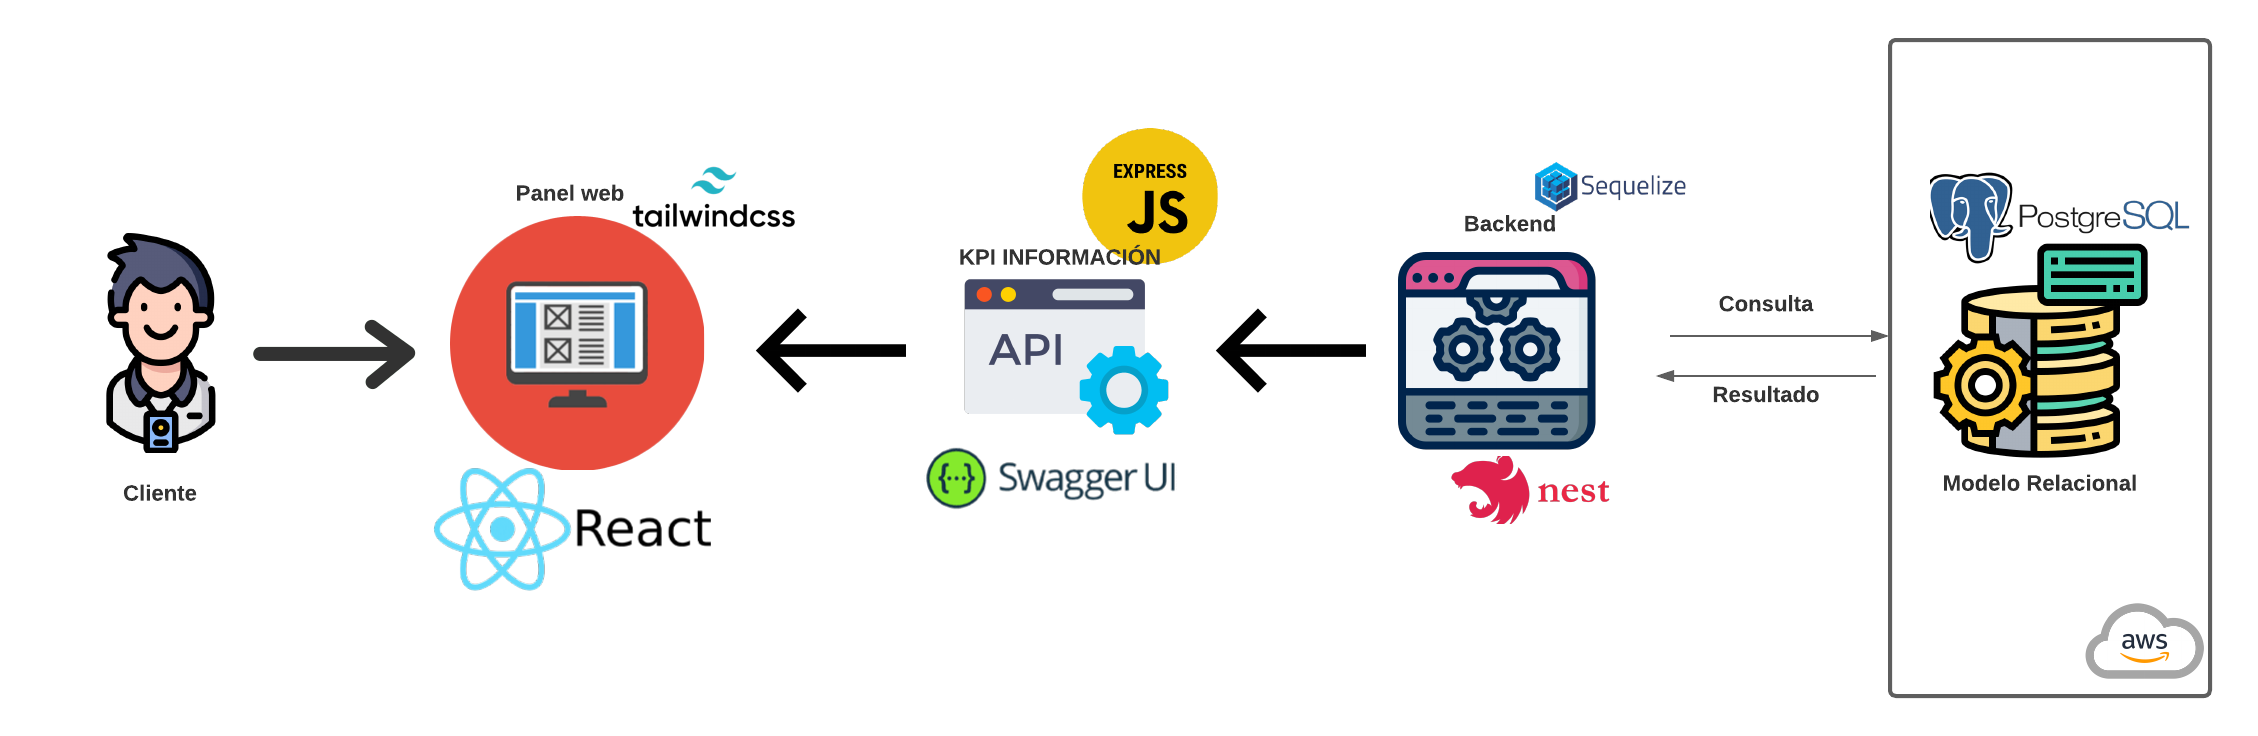 Cliente
Panel web
tailwindcss
React
EXPRESS
JS
KPI INFORMACIÓN
API
{···}
Swagger UI
Sequelize
Backend
nest
Consulta
Resultado
PostgreSQL
Modelo Relacional
aws